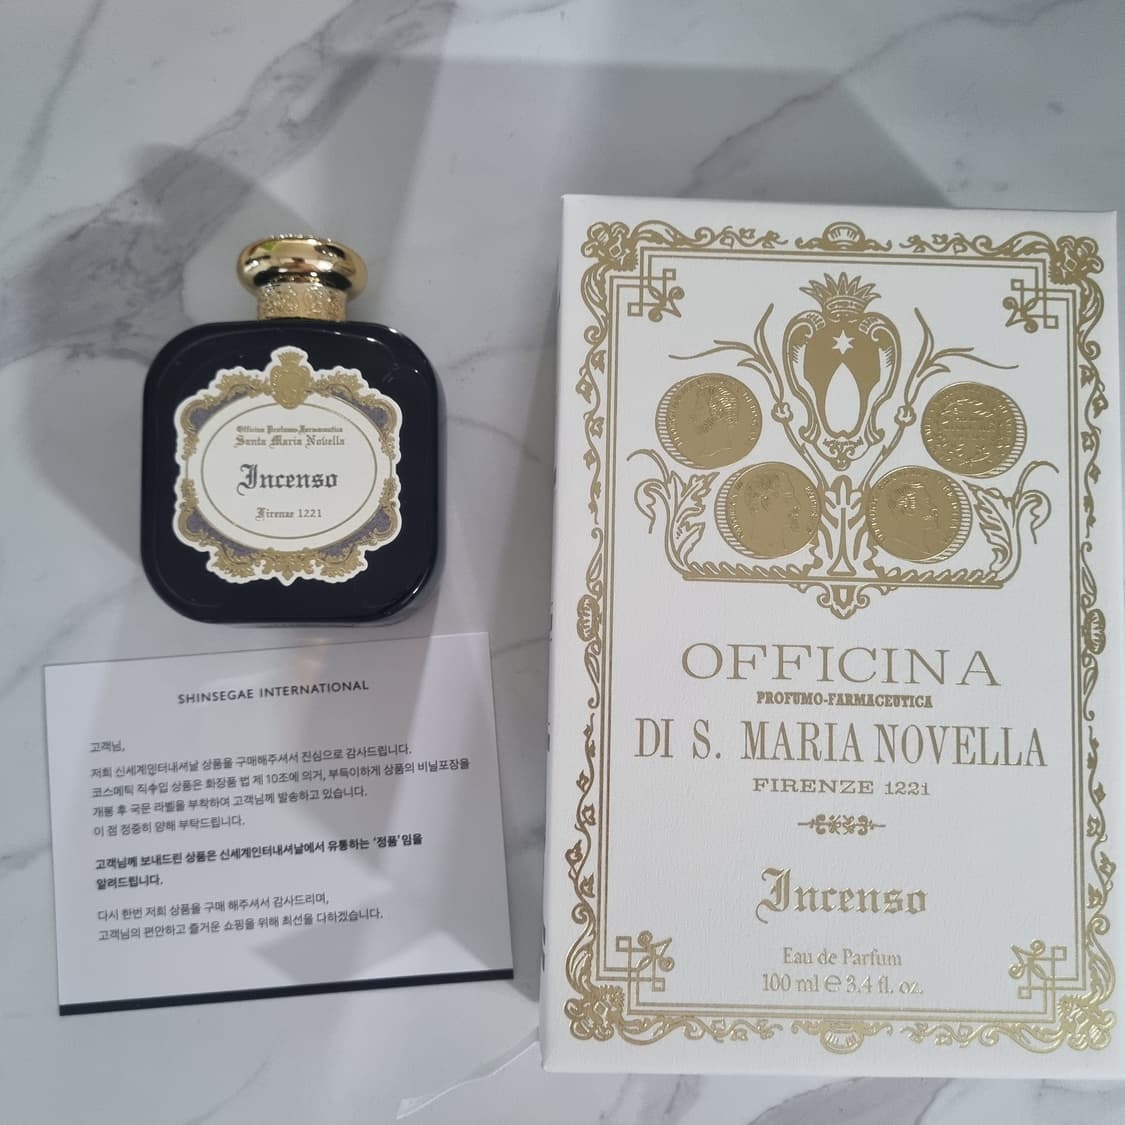 Officina Profumo-Farmaceutica
Santa Maria Novella
Incenso
Firenze 1221
SHINSEGAE INTERNATIONAL
고객님,
저희 신세계인터내셔날 상품을 구매해주셔서 진심으로 감사드립니다.
코스메틱 직수입 상품은 화장품 법 제 10조에 의거, 부득이하게 상품의 비닐포장을
개봉 후 국문 라벨을 부착하여 고객님께 발송하고 있습니다.
이 점 정중히 양해 부탁드립니다.
고객님께 보내드린 상품은 신세계인터내셔날에서 유통하는 '정품'임을
알려드립니다.
다시 한번 저희 상품을 구매 해주셔서 감사드리며,
고객님의 편안하고 즐거운 쇼핑을 위해 최선을 다하겠습니다.
OFFICINA
PROFUMO-FARMACEUTICA
DI S. MARIA NOVELLA
FIRENZE 1221
Incenso
Eau de Parfum
100 ml ℮ 3.4 fl. oz.